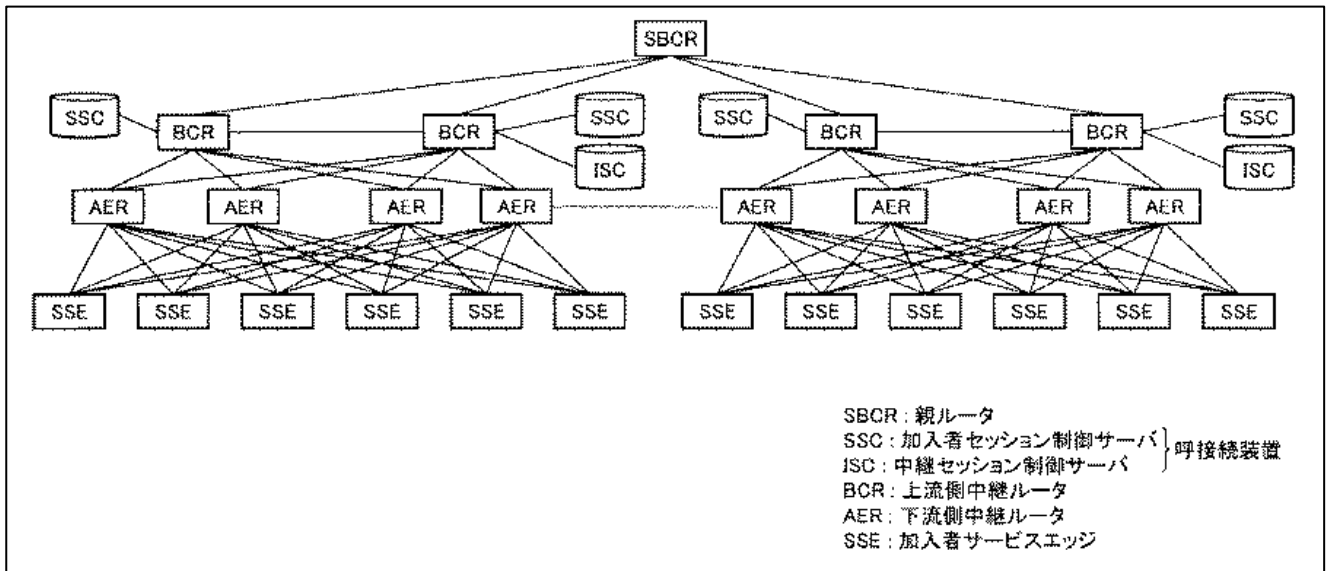 SBCR
SSC
BCR
BCR
SSC
ISC
SSC
BCR
BCR
SSC
ISC
AER
AER
AER
AER
AER
AER
AER
AER
SSE
SSE
SSE
SSE
SSE
SSE
SSE
SSE
SSE
SSE
SSE
SSE
SBCR : 親ルータ
SSC : 加入者セッション制御サーバ
ISC : 中継セッション制御サーバ
呼接続装置
BCR : 上流側中継ルータ
AER : 下流側中継ルータ
SSE : 加入者サービスエッジ